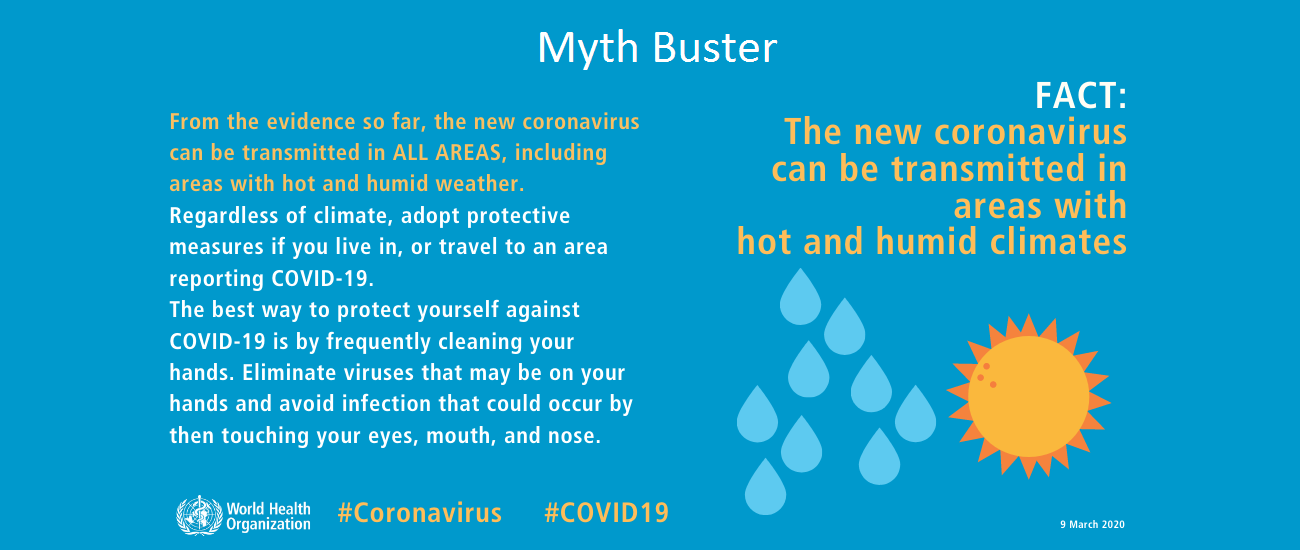 Myth Buster
From the evidence so far, the new coronavirus
can be transmitted in ALL AREAS, including
areas with hot and humid weather.
Regardless of climate, adopt protective
measures if you live in, or travel to an area
reporting COVID-19.
The best way to protect yourself against
COVID-19 is by frequently cleaning your
hands. Eliminate viruses that may be on your
hands and avoid infection that could occur by
then touching your eyes, mouth, and nose.
FACT:
The new coronavirus
can be transmitted in
areas with
hot and humid climates
World Health
Organization
#Coronavirus #COVID19
9 March 2020